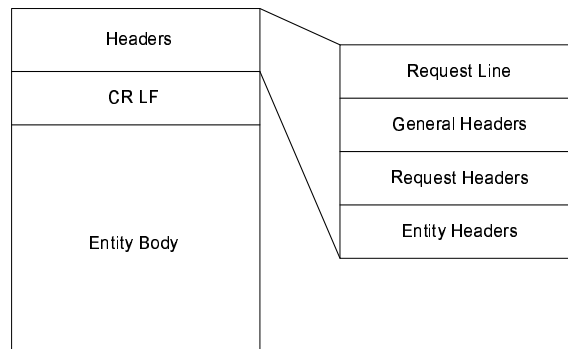 Headers
CR LF
Entity Body
Request Line
General Headers
Request Headers
Entity Headers